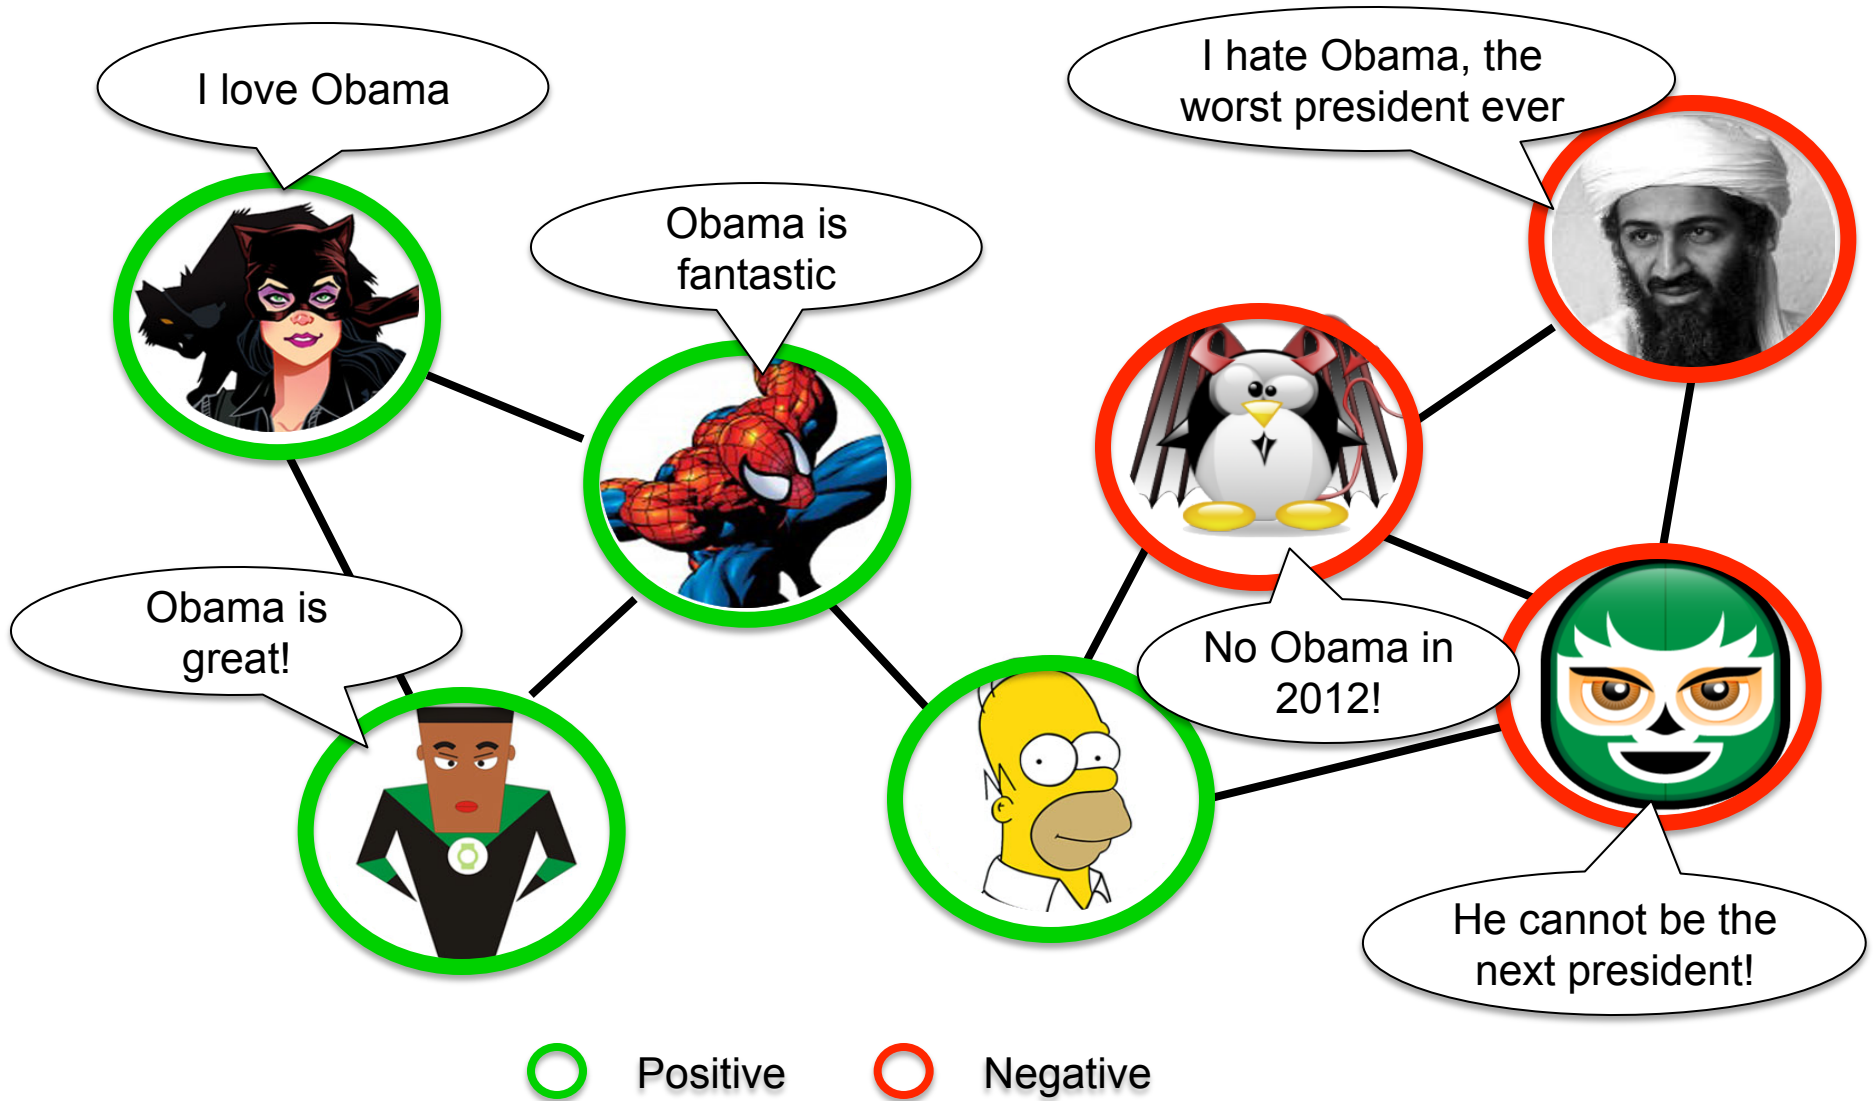 I love Obama
I hate Obama, the
worst president ever
Obama is
fantastic
Obama is
great!
No Obama in
2012!
He cannot be the
next president!
Positive
Negative